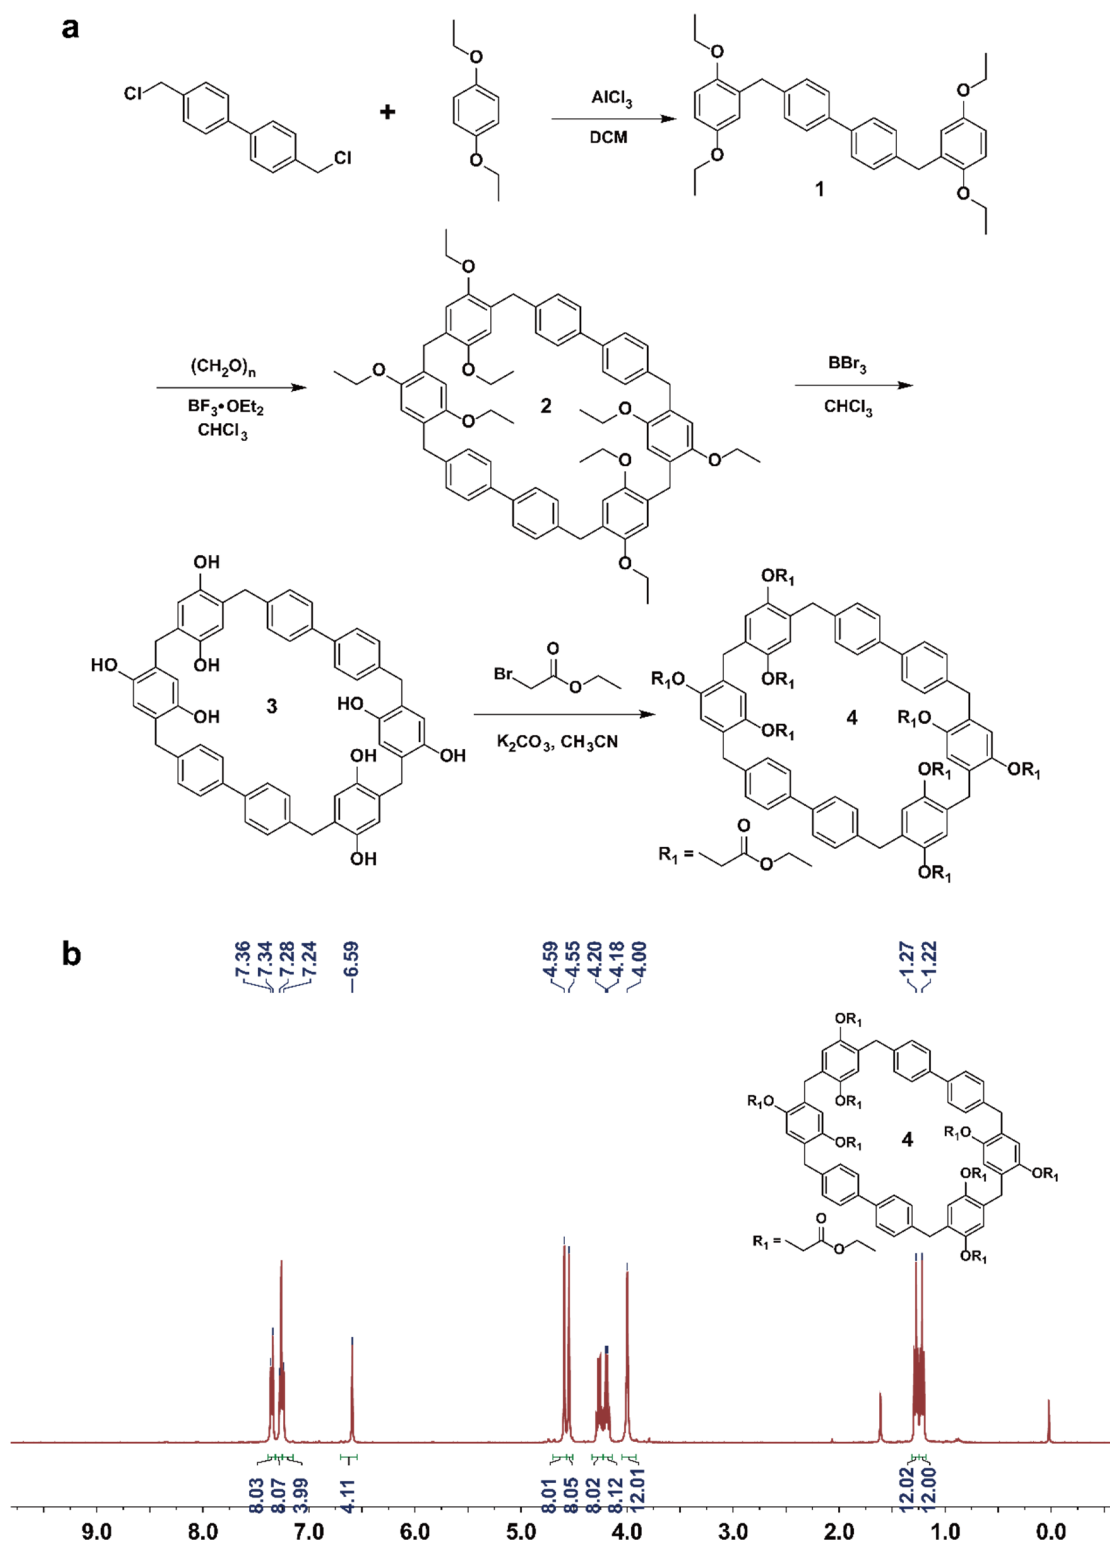 a
Cl
Cl
+
O
O
AlCl₃
DCM
O
O
O
O
1
(CH₂O)ₙ
BF₃•OEt₂
CHCl₃
O
O
O
O
O
O
O
O
2
BBr₃
CHCl₃
OH
OH
HO
OH
HO
OH
OH
OH
3
Br
O
O
K₂CO₃, CH₃CN
OR₁
OR₁
R₁O
OR₁
R₁O
OR₁
OR₁
OR₁
4
R₁ =
O
O
b
7.36
7.34
7.28
7.24
6.59
4.59
4.55
4.20
4.18
4.00
1.27
1.22
OR₁
OR₁
R₁O
OR₁
R₁O
OR₁
OR₁
OR₁
4
R₁ =
O
O
8.03
8.07
3.99
4.11
8.01
8.05
8.02
8.12
12.01
12.02
12.00
9.0 8.0 7.0 6.0 5.0 4.0 3.0 2.0 1.0 0.0